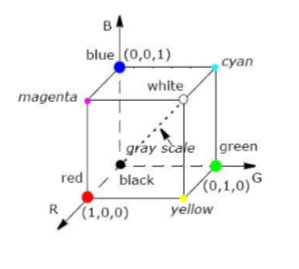 B
blue (0,0,1)
cyan
white
magenta
gray scale
green
red
black
(0,1,0) G
R (1,0,0)
yellow